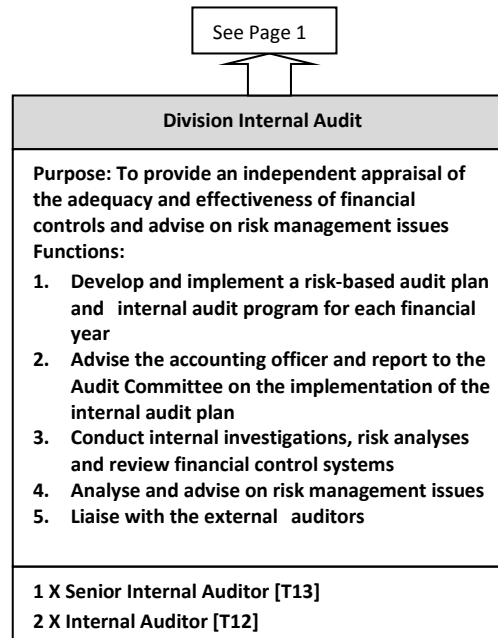 See Page 1
Division Internal Audit
Purpose: To provide an independent appraisal of
the adequacy and effectiveness of financial
controls and advise on risk management issues
Functions:
1. Develop and implement a risk-based audit plan
and internal audit program for each financial
year
2. Advise the accounting officer and report to the
Audit Committee on the implementation of the
internal audit plan
3. Conduct internal investigations, risk analyses
and review financial control systems
4. Analyse and advise on risk management issues
5. Liaise with the external auditors
1 X Senior Internal Auditor [T13]
2 X Internal Auditor [T12]